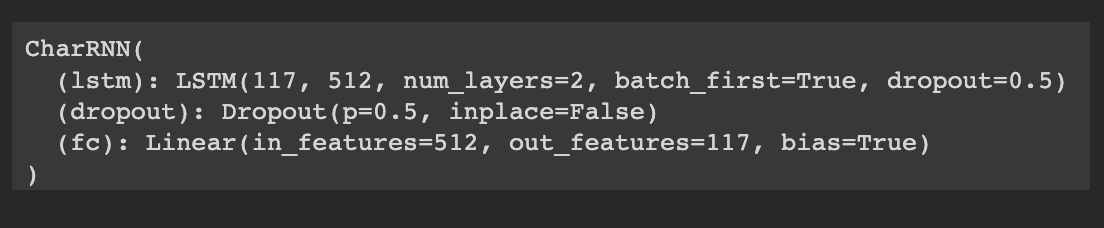 CharRNN(
  (lstm): LSTM(117, 512, num_layers=2, batch_first=True, dropout=0.5)
  (dropout): Dropout(p=0.5, inplace=False)
  (fc): Linear(in_features=512, out_features=117, bias=True)
)